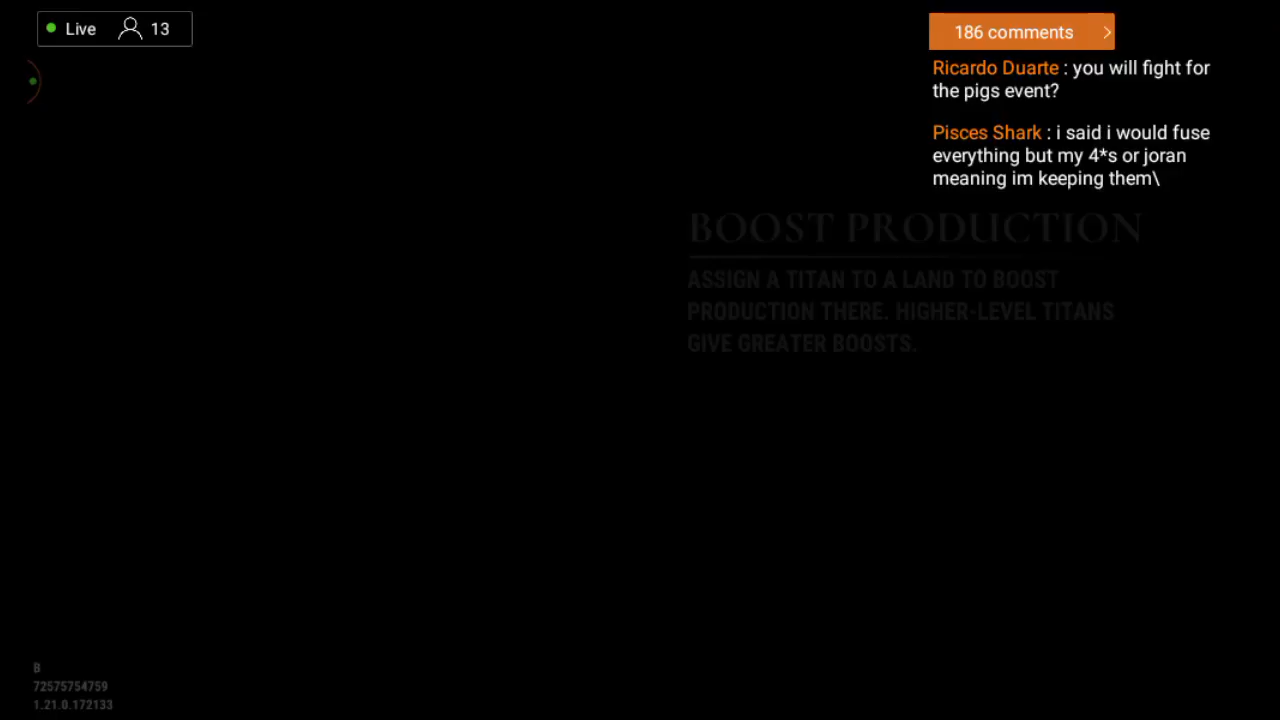 Live 13
186 comments
Ricardo Duarte : you will fight for
the pigs event?
Pisces Shark : i said i would fuse
everything but my 4*s or joran
meaning im keeping them\
BOOST PRODUCTION
ASSIGN A TITAN TO A LAND TO BOOST
PRODUCTION THERE. HIGHER-LEVEL TITANS
GIVE GREATER BOOSTS.
B
72575754759
1.21.0.172133